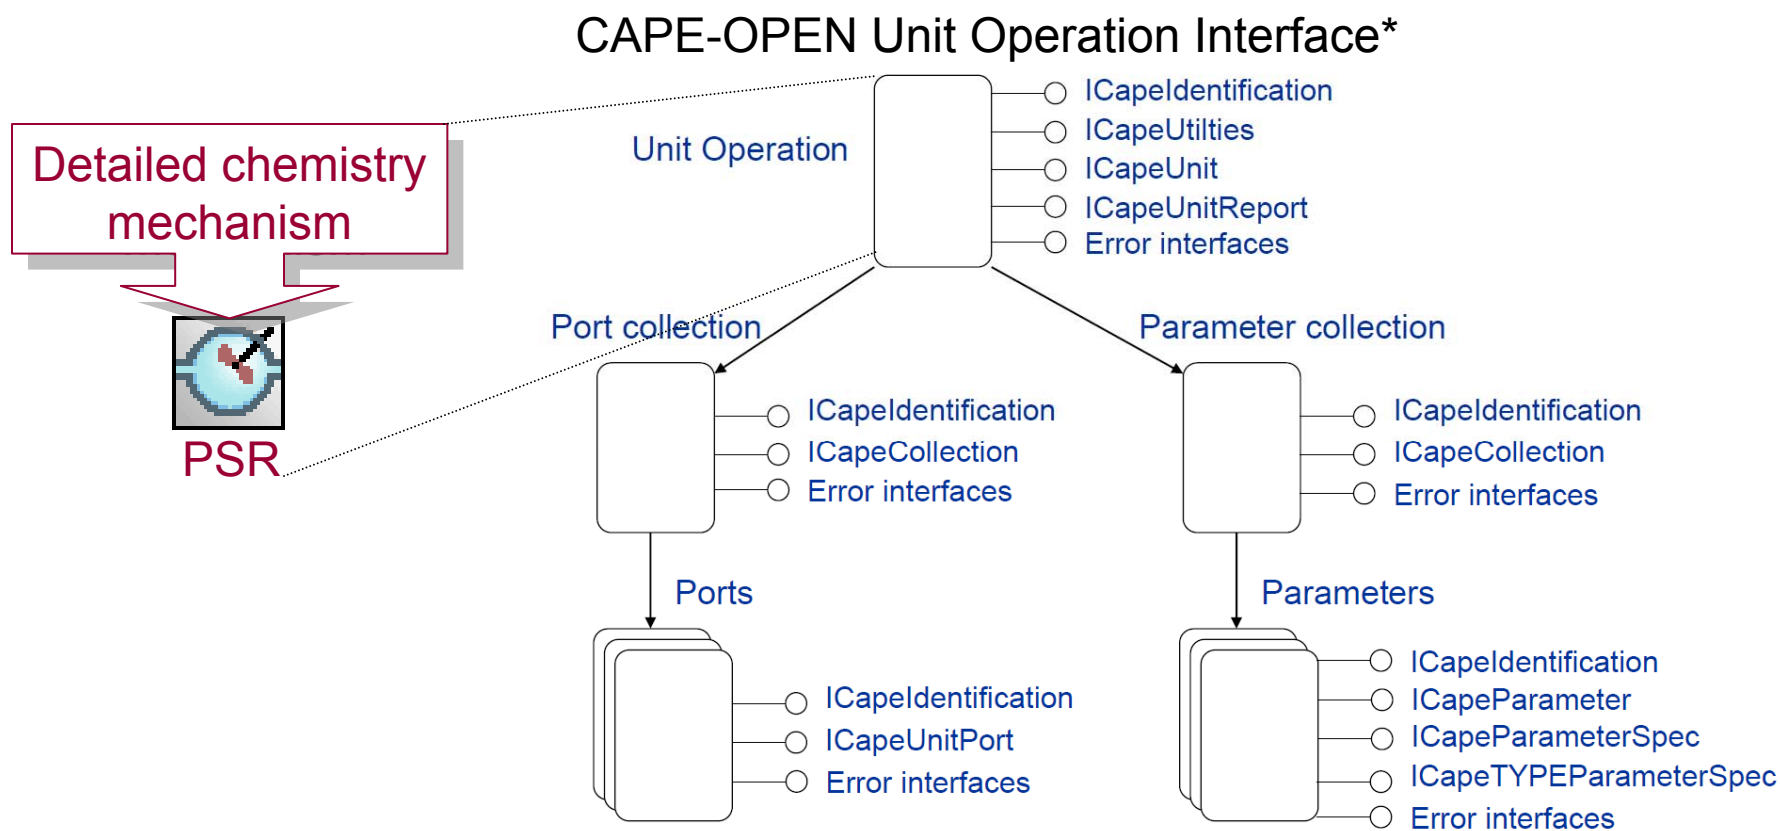 CAPE-OPEN Unit Operation Interface*
Detailed chemistry
mechanism
PSR
Unit Operation
ICapeIdentification
ICapeUtilties
ICapeUnit
ICapeUnitReport
Error interfaces
Port collection
ICapeIdentification
ICapeCollection
Error interfaces
Parameter collection
ICapeIdentification
ICapeCollection
Error interfaces
Ports
ICapeIdentification
ICapeUnitPort
Error interfaces
Parameters
ICapeIdentification
ICapeParameter
ICapeParameterSpec
ICapeTYPEParameterSpec
Error interfaces